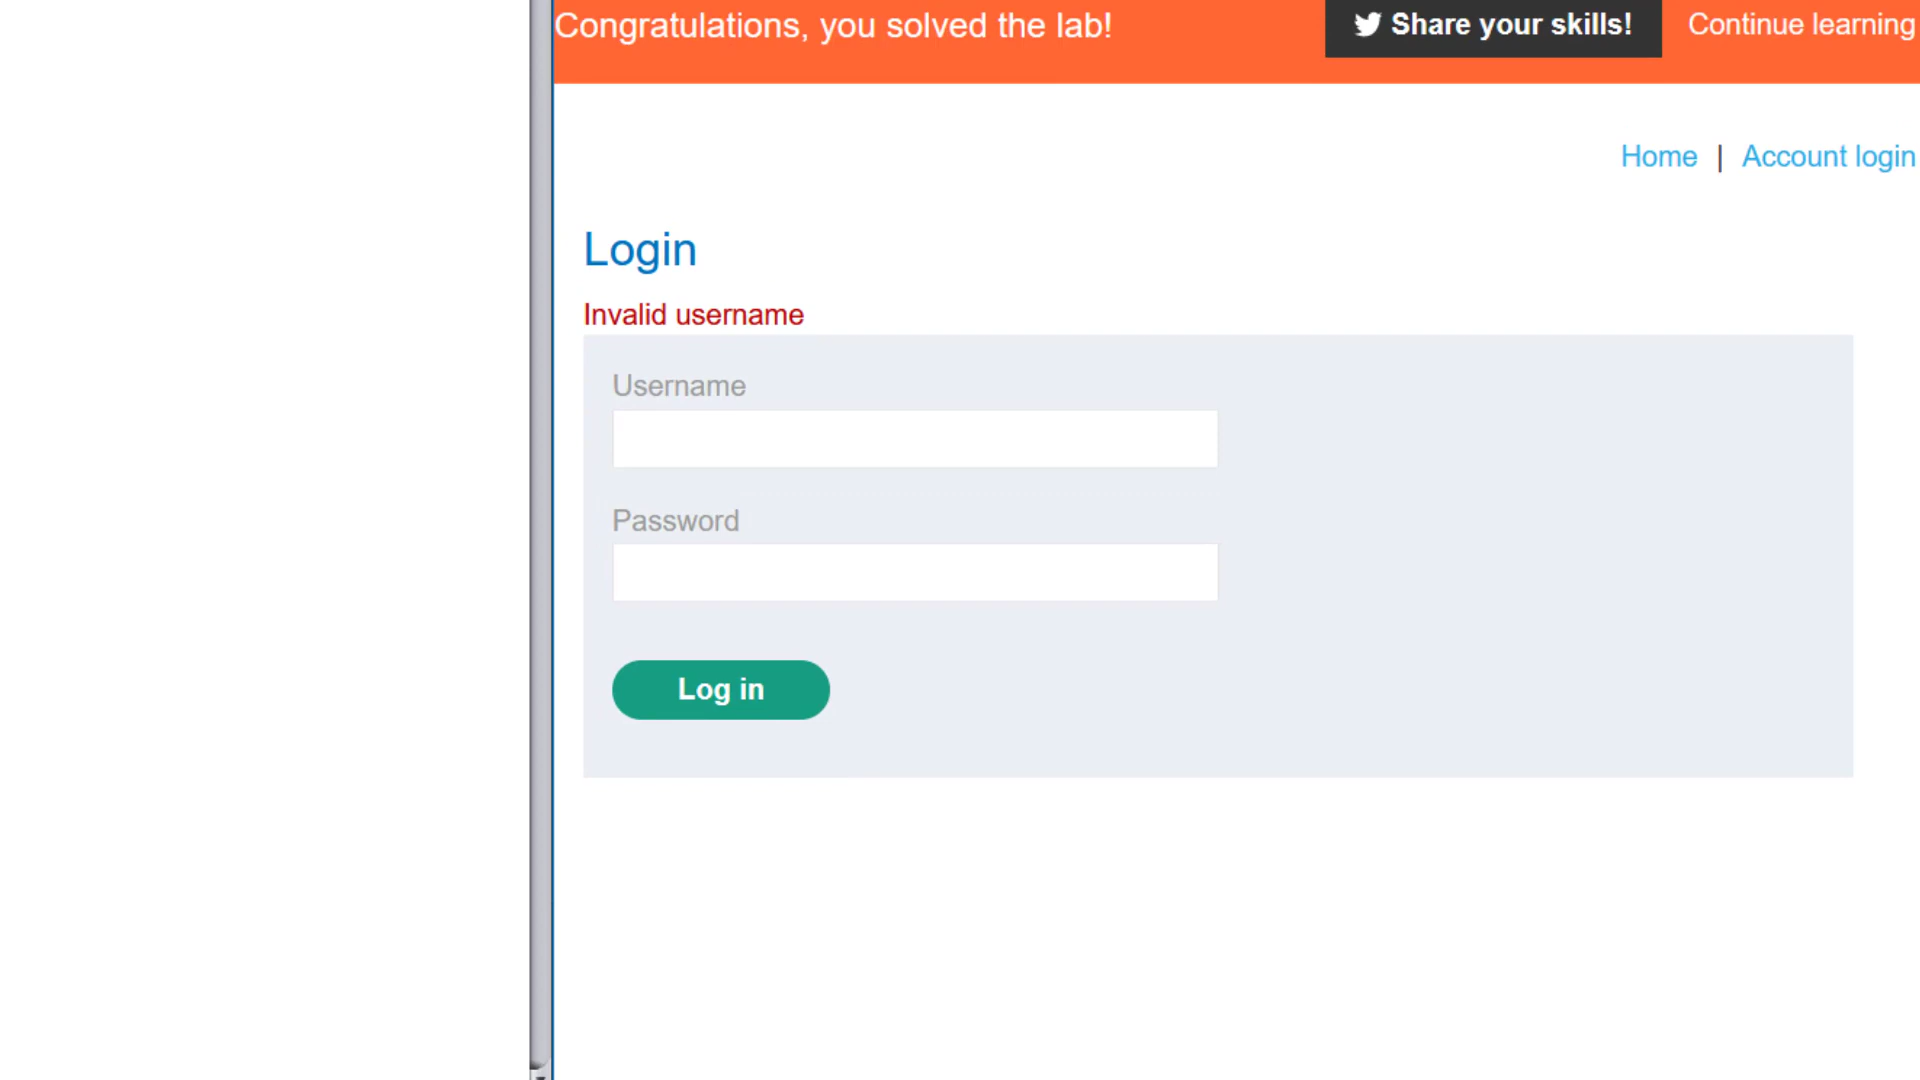 Congratulations, you solved the lab!
Share your skills!
Continue learning
Home | Account login
Login
Invalid username
Username
Password
Log in